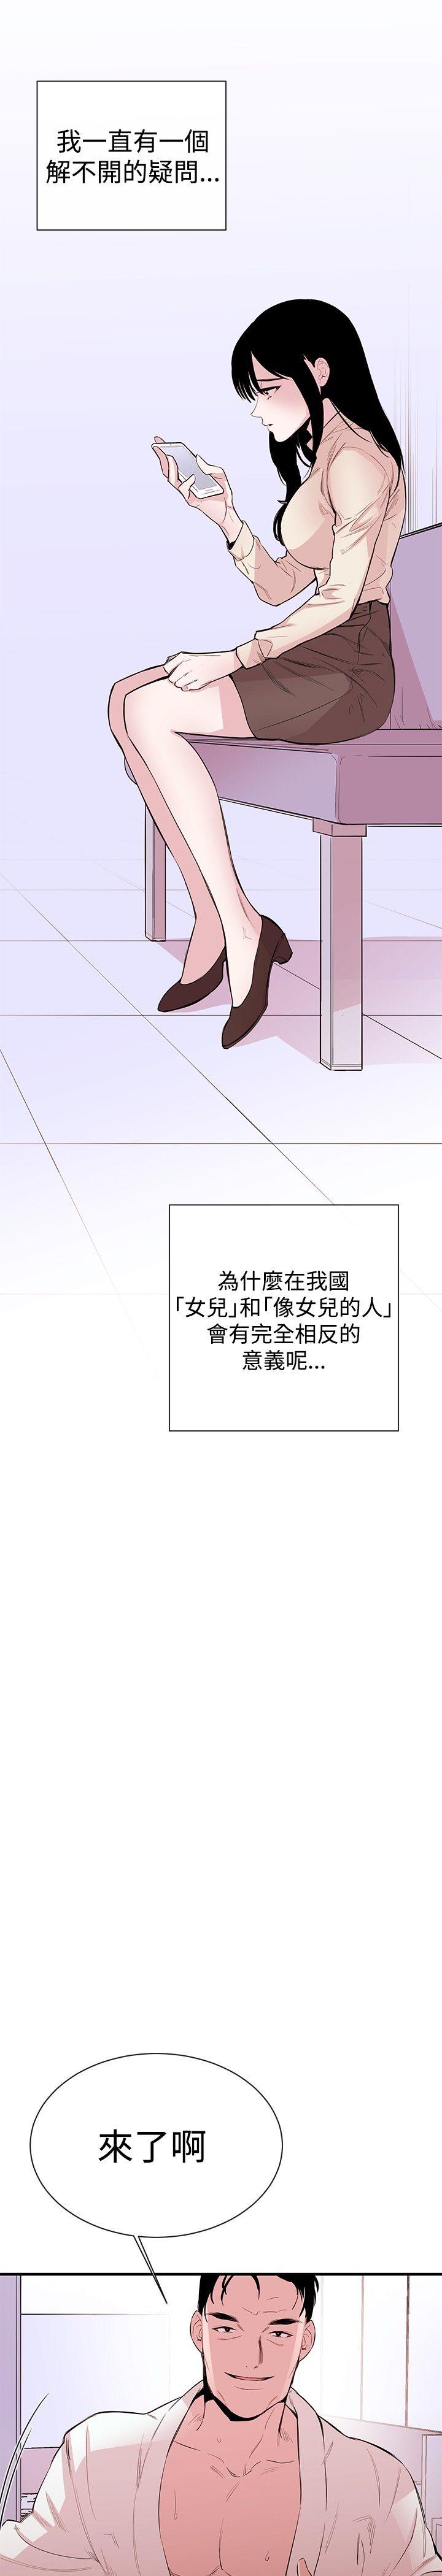 我一直有一個
解不開的疑問...
為什麼在我國
「女兒」和「像女兒的人」
會有完全相反的
意義呢...
來了啊